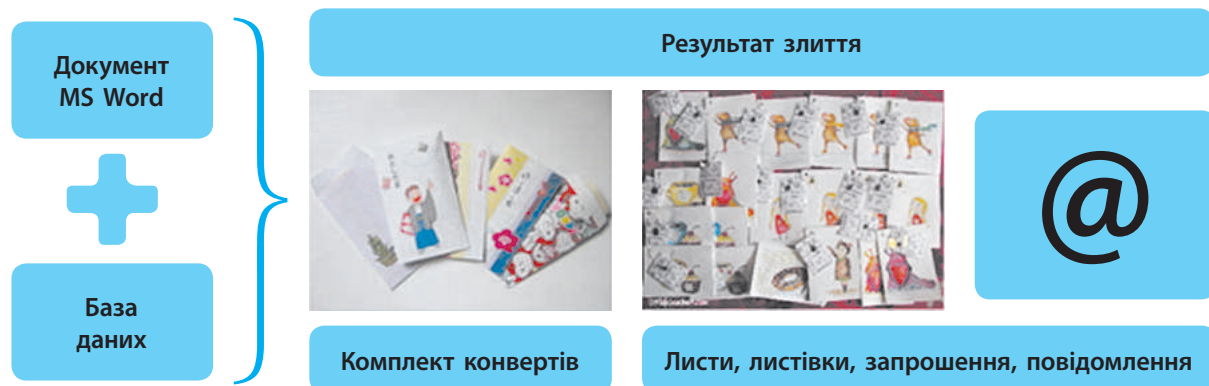 Документ
MS Word
База
даних
Результат злиття
@
Комплект конвертів
Листи, листівки, запрошення, повідомлення